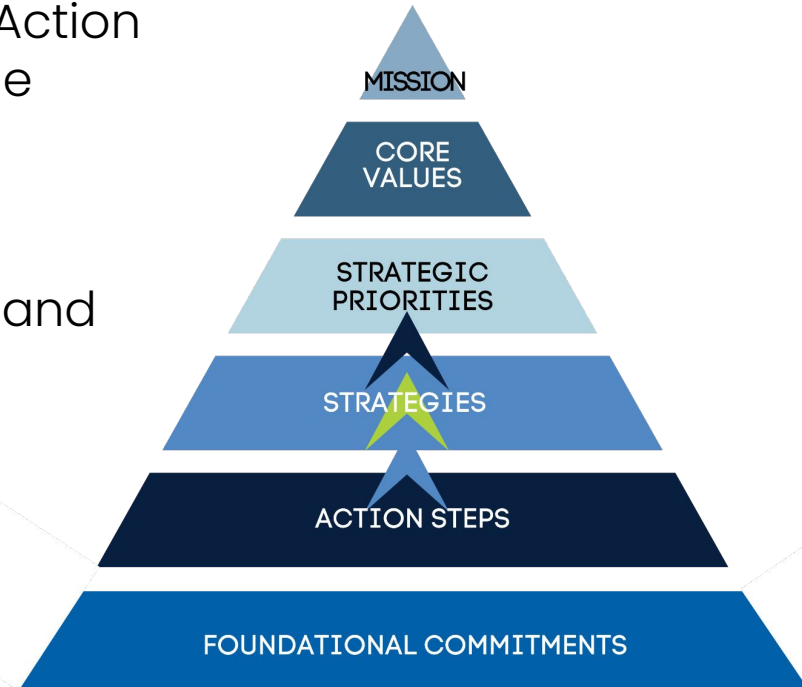 Action
e
and
MISSION
CORE
VALUES
STRATEGIC
PRIORITIES
STRATEGIES
ACTION STEPS
FOUNDATIONAL COMMITMENTS